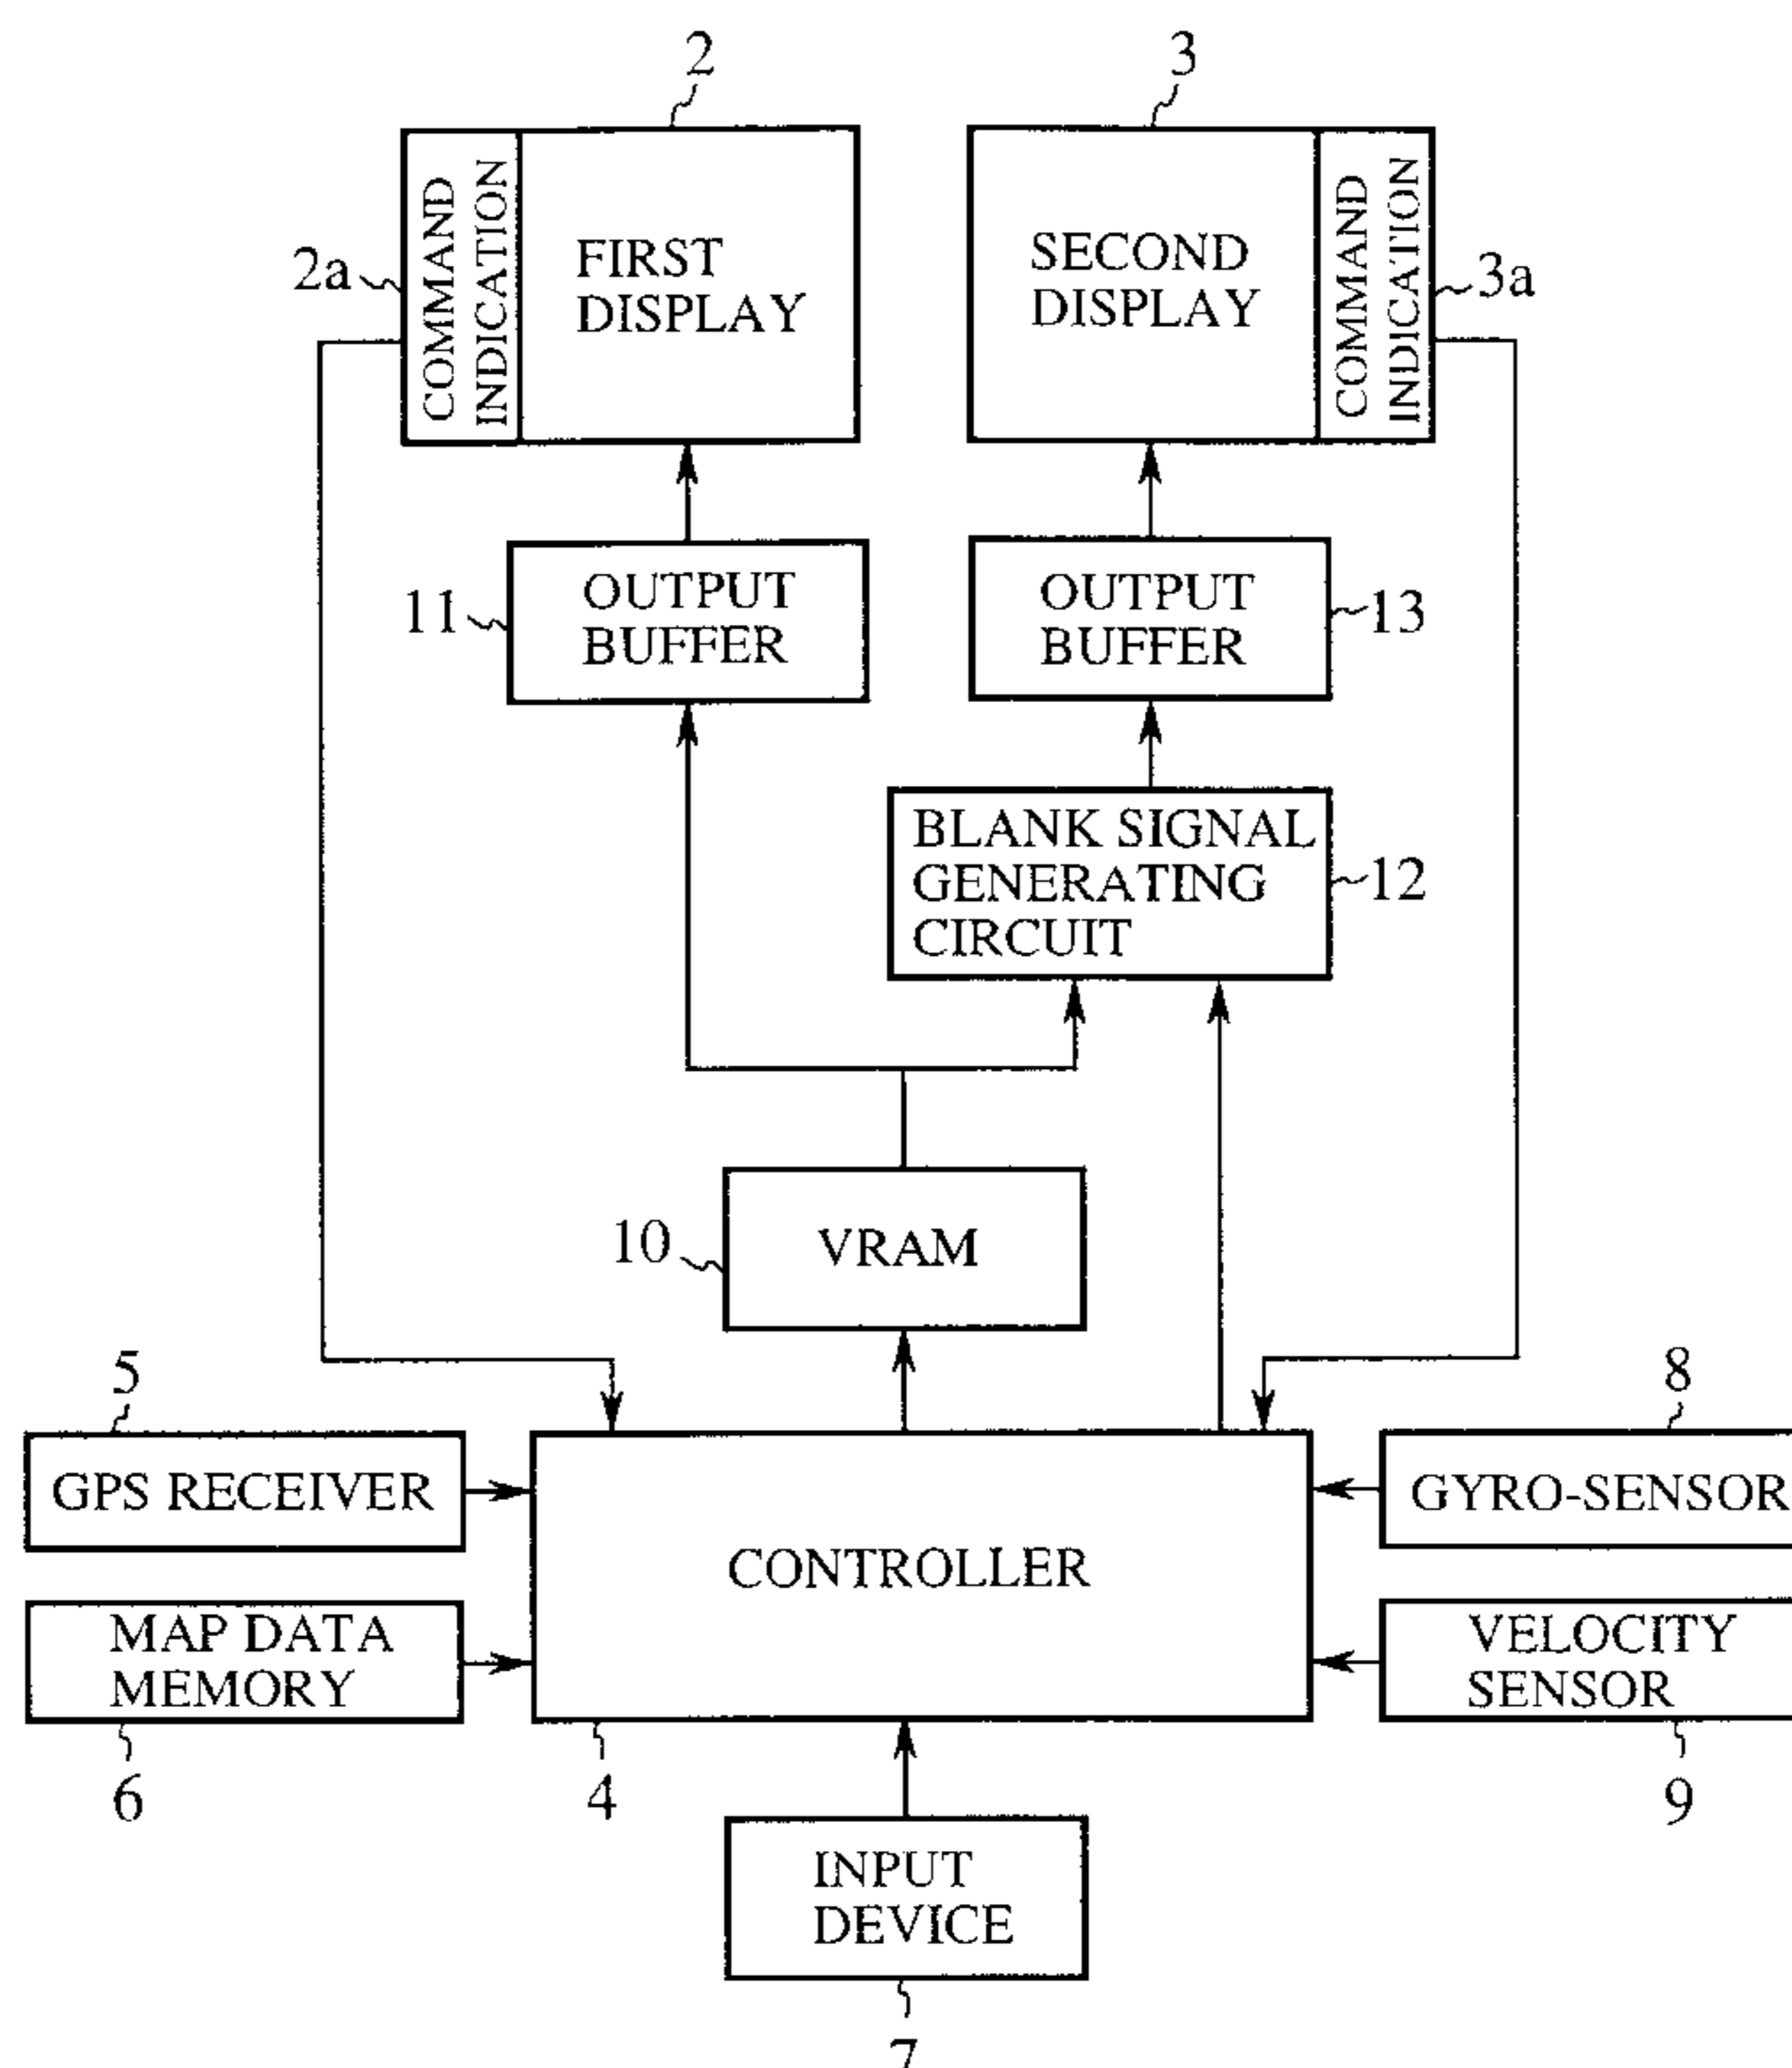 2
3
COMMAND
INDICATION
FIRST
DISPLAY
SECOND
DISPLAY
COMMAND
INDICATION
2a
3a
OUTPUT
BUFFER
11
OUTPUT
BUFFER
13
BLANK SIGNAL
GENERATING
CIRCUIT
12
10
VRAM
5
8
GPS RECEIVER
GYRO-SENSOR
CONTROLLER
MAP DATA
MEMORY
VELOCITY
SENSOR
6
4
9
INPUT
DEVICE
7